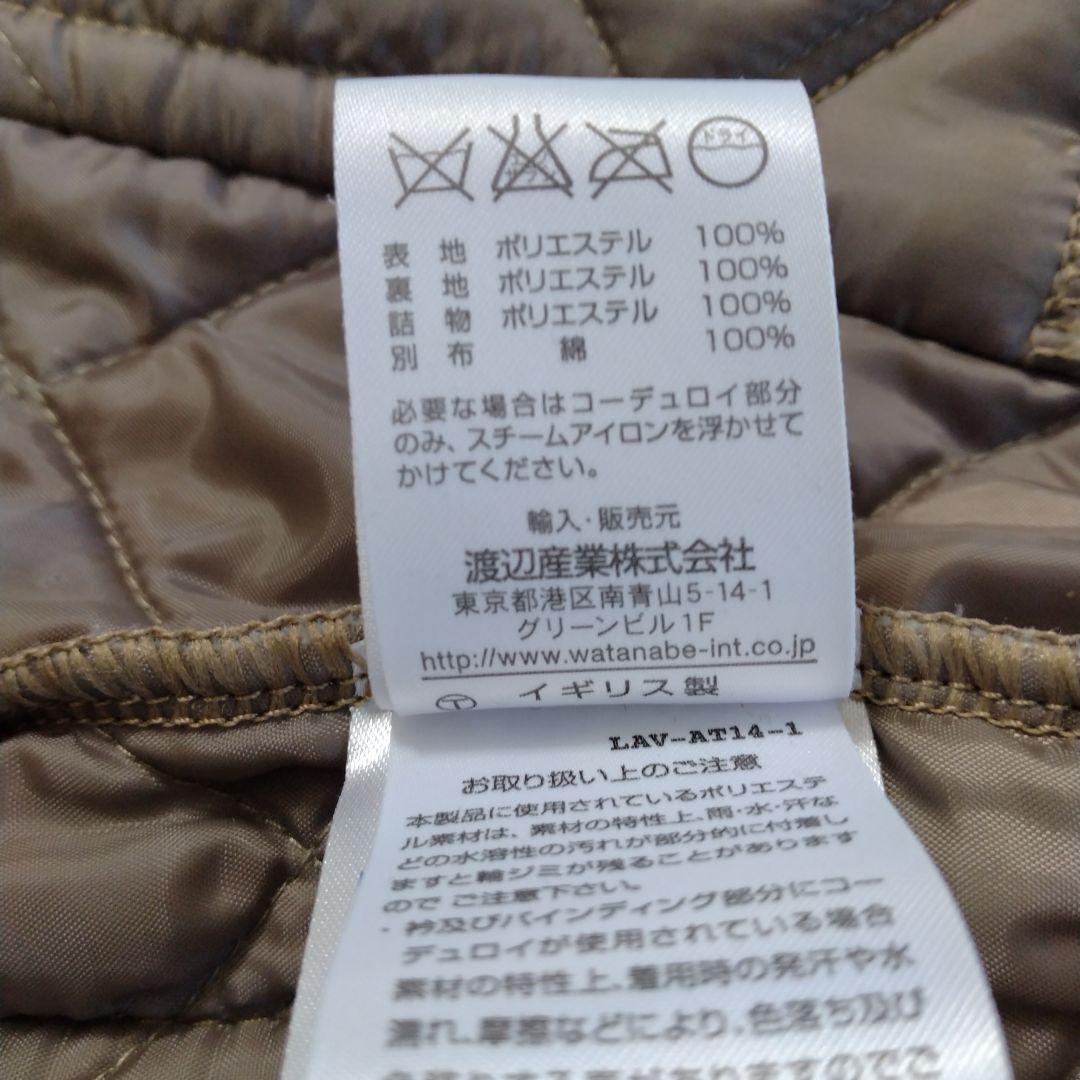 ドライ
表 地 ポリエステル 100%
裏 地 ポリエステル 100%
詰 物 ポリエステル 100%
別 布 綿 100%
必要な場合はコーデュロイ部分
のみ、スチームアイロンを浮かせて
かけてください。
輸入・販売元
渡辺産業株式会社
東京都港区南青山5-14-1
グリーンビル1F
http://www.watanabe-int.co.jp
イギリス製
LAV-AT14-1
お取り扱い上のご注意
本製品に使用されているポリエステ
ル素材は、素材の特性上、雨・水・汗な
どの水溶性の汚れが部分的に付着し
ますと輪ジミが残ることがあります
ので ご注意下さい。
・衿及びバインディング部分にコー
デュロイが使用されている場合
素材の特性上、着用時の発汗や水
濡れ、摩擦などにより、色落ち及び